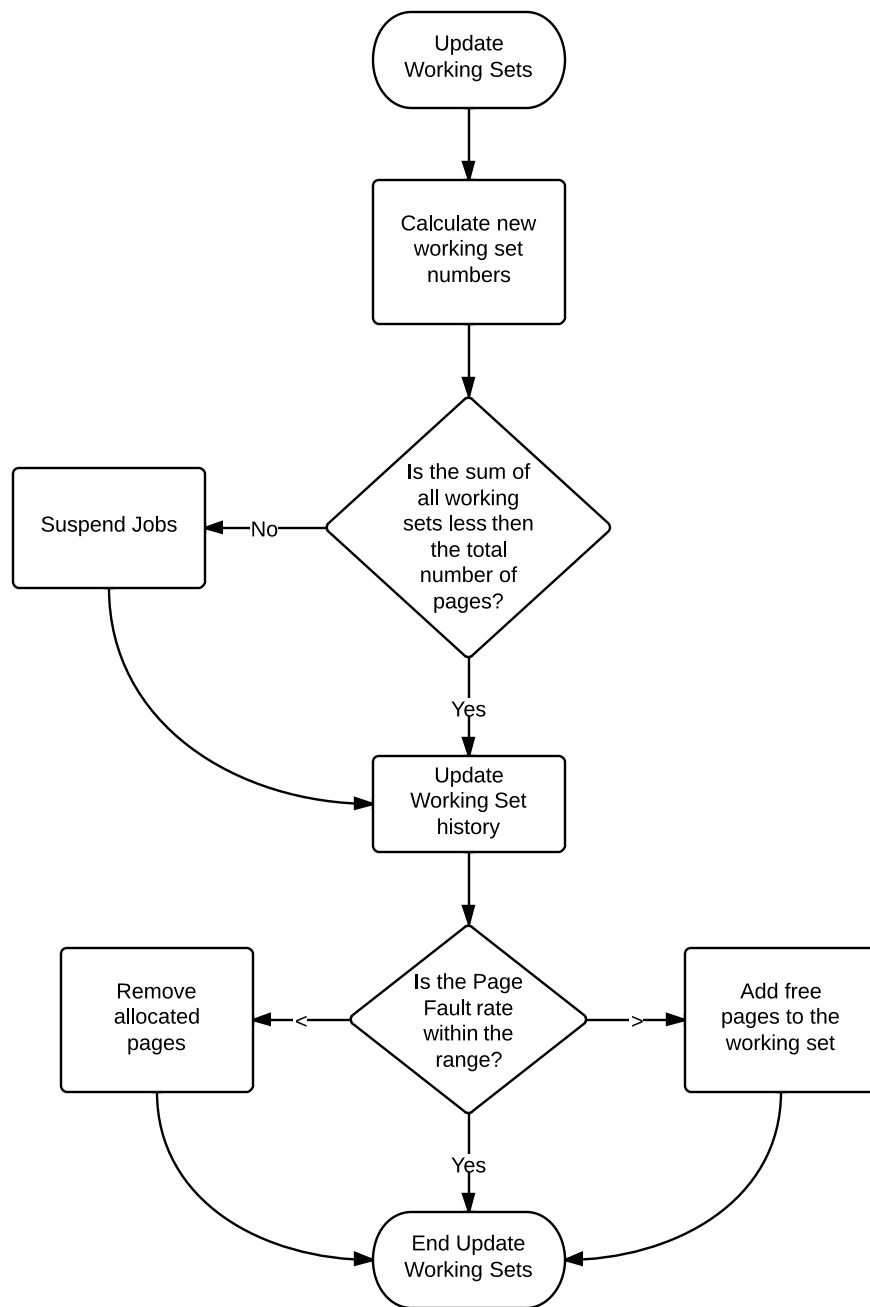 Update
Working Sets
Calculate new
working set
numbers
Is the sum of
all working
sets less then
the total
number of
pages?
Suspend Jobs
No
Yes
Update
Working Set
history
Is the Page
Fault rate
within the
range?
<
Remove
allocated
pages
>
Add free
pages to the
working set
Yes
End Update
Working Sets